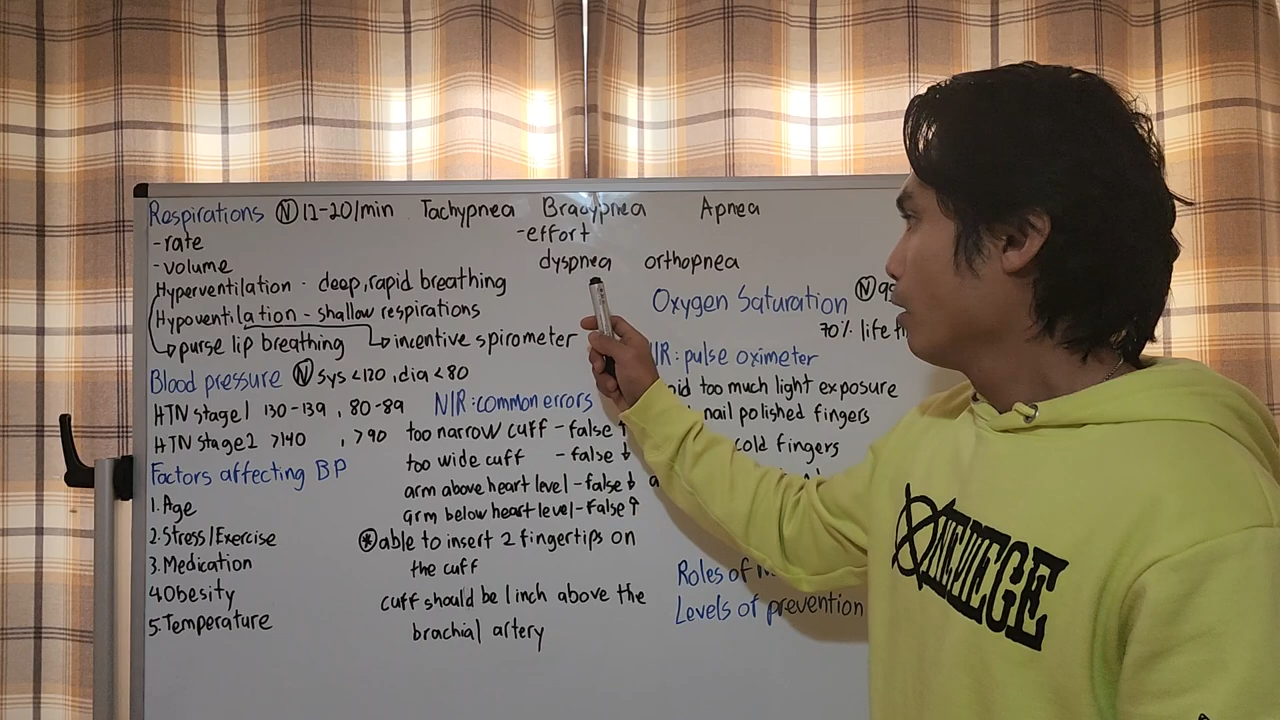 Respirations Ⓝ 12-20/min Tachypnea Bradypnea Apnea
-rate
-effort
-volume
dyspnea orthopnea
Hyperventilation - deep, rapid breathing
Hypoventilation - shallow respirations
purse lip breathing
incentive spirometer
Oxygen Saturation Ⓝ
70% life
: pulse oximeter
too much light exposure
nail polished fingers
cold fingers
Blood pressure Ⓝ sys <120, dia <80
HTN stage1 130-139, 80-89
HTN stage2 >140, >90
NIR: common errors
too narrow cuff - false ↑
too wide cuff - false ↓
arm above heart level - false ↓
arm below heart level - False ↑
Factors affecting BP
1. Age
2. Stress/Exercise
3. Medication
4. Obesity
5. Temperature
⊛ able to insert 2 fingertips on
the cuff
cuff should be 1 inch above the
brachial artery
Roles of
Levels of prevention
ONE PIECE